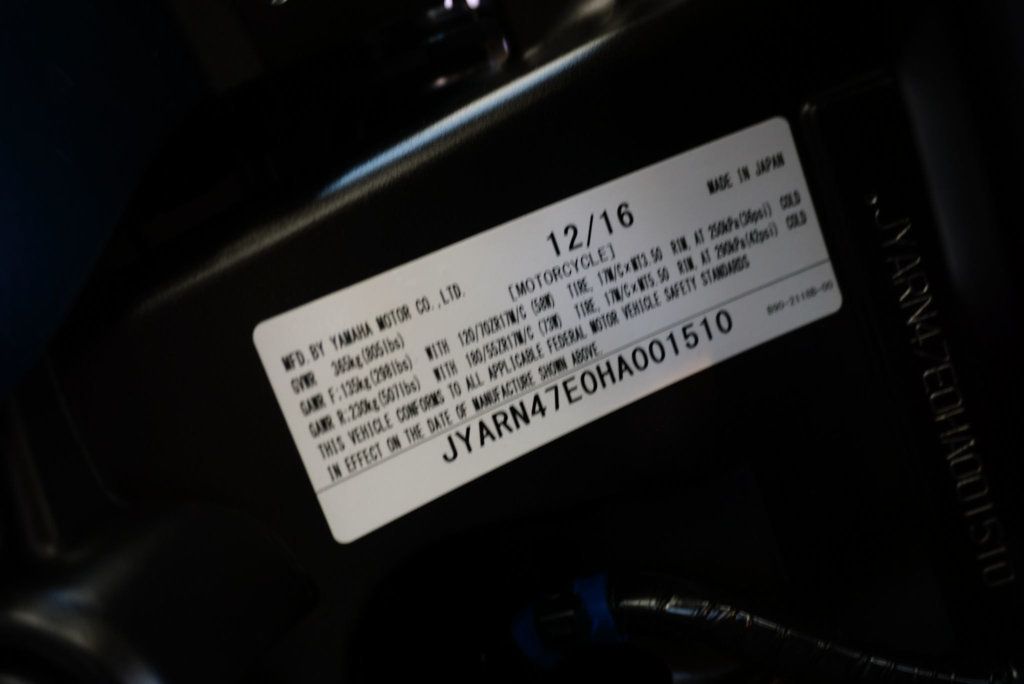 MADE IN JAPAN
12/16
MFD BY YAMAHA MOTOR CO.,LTD. [MOTORCYCLE]
GVWR 365kg(805lbs)
GAWR F:135kg(298lbs) WITH 120/70ZR17M/C (58W) TIRE, 17M/C×MT3.50 RIM, AT 250kPa(36psi) COLD
GAWR R:230kg(507lbs) WITH 180/55ZR17M/C (73W) TIRE, 17M/C×MT5.50 RIM, AT 290kPa(42psi) COLD
THIS VEHICLE CONFORMS TO ALL APPLICABLE FEDERAL MOTOR VEHICLE SAFETY STANDARDS
IN EFFECT ON THE DATE OF MANUFACTURE SHOWN ABOVE.
JYARN47E0HA001510
JYARN47E0HA001510